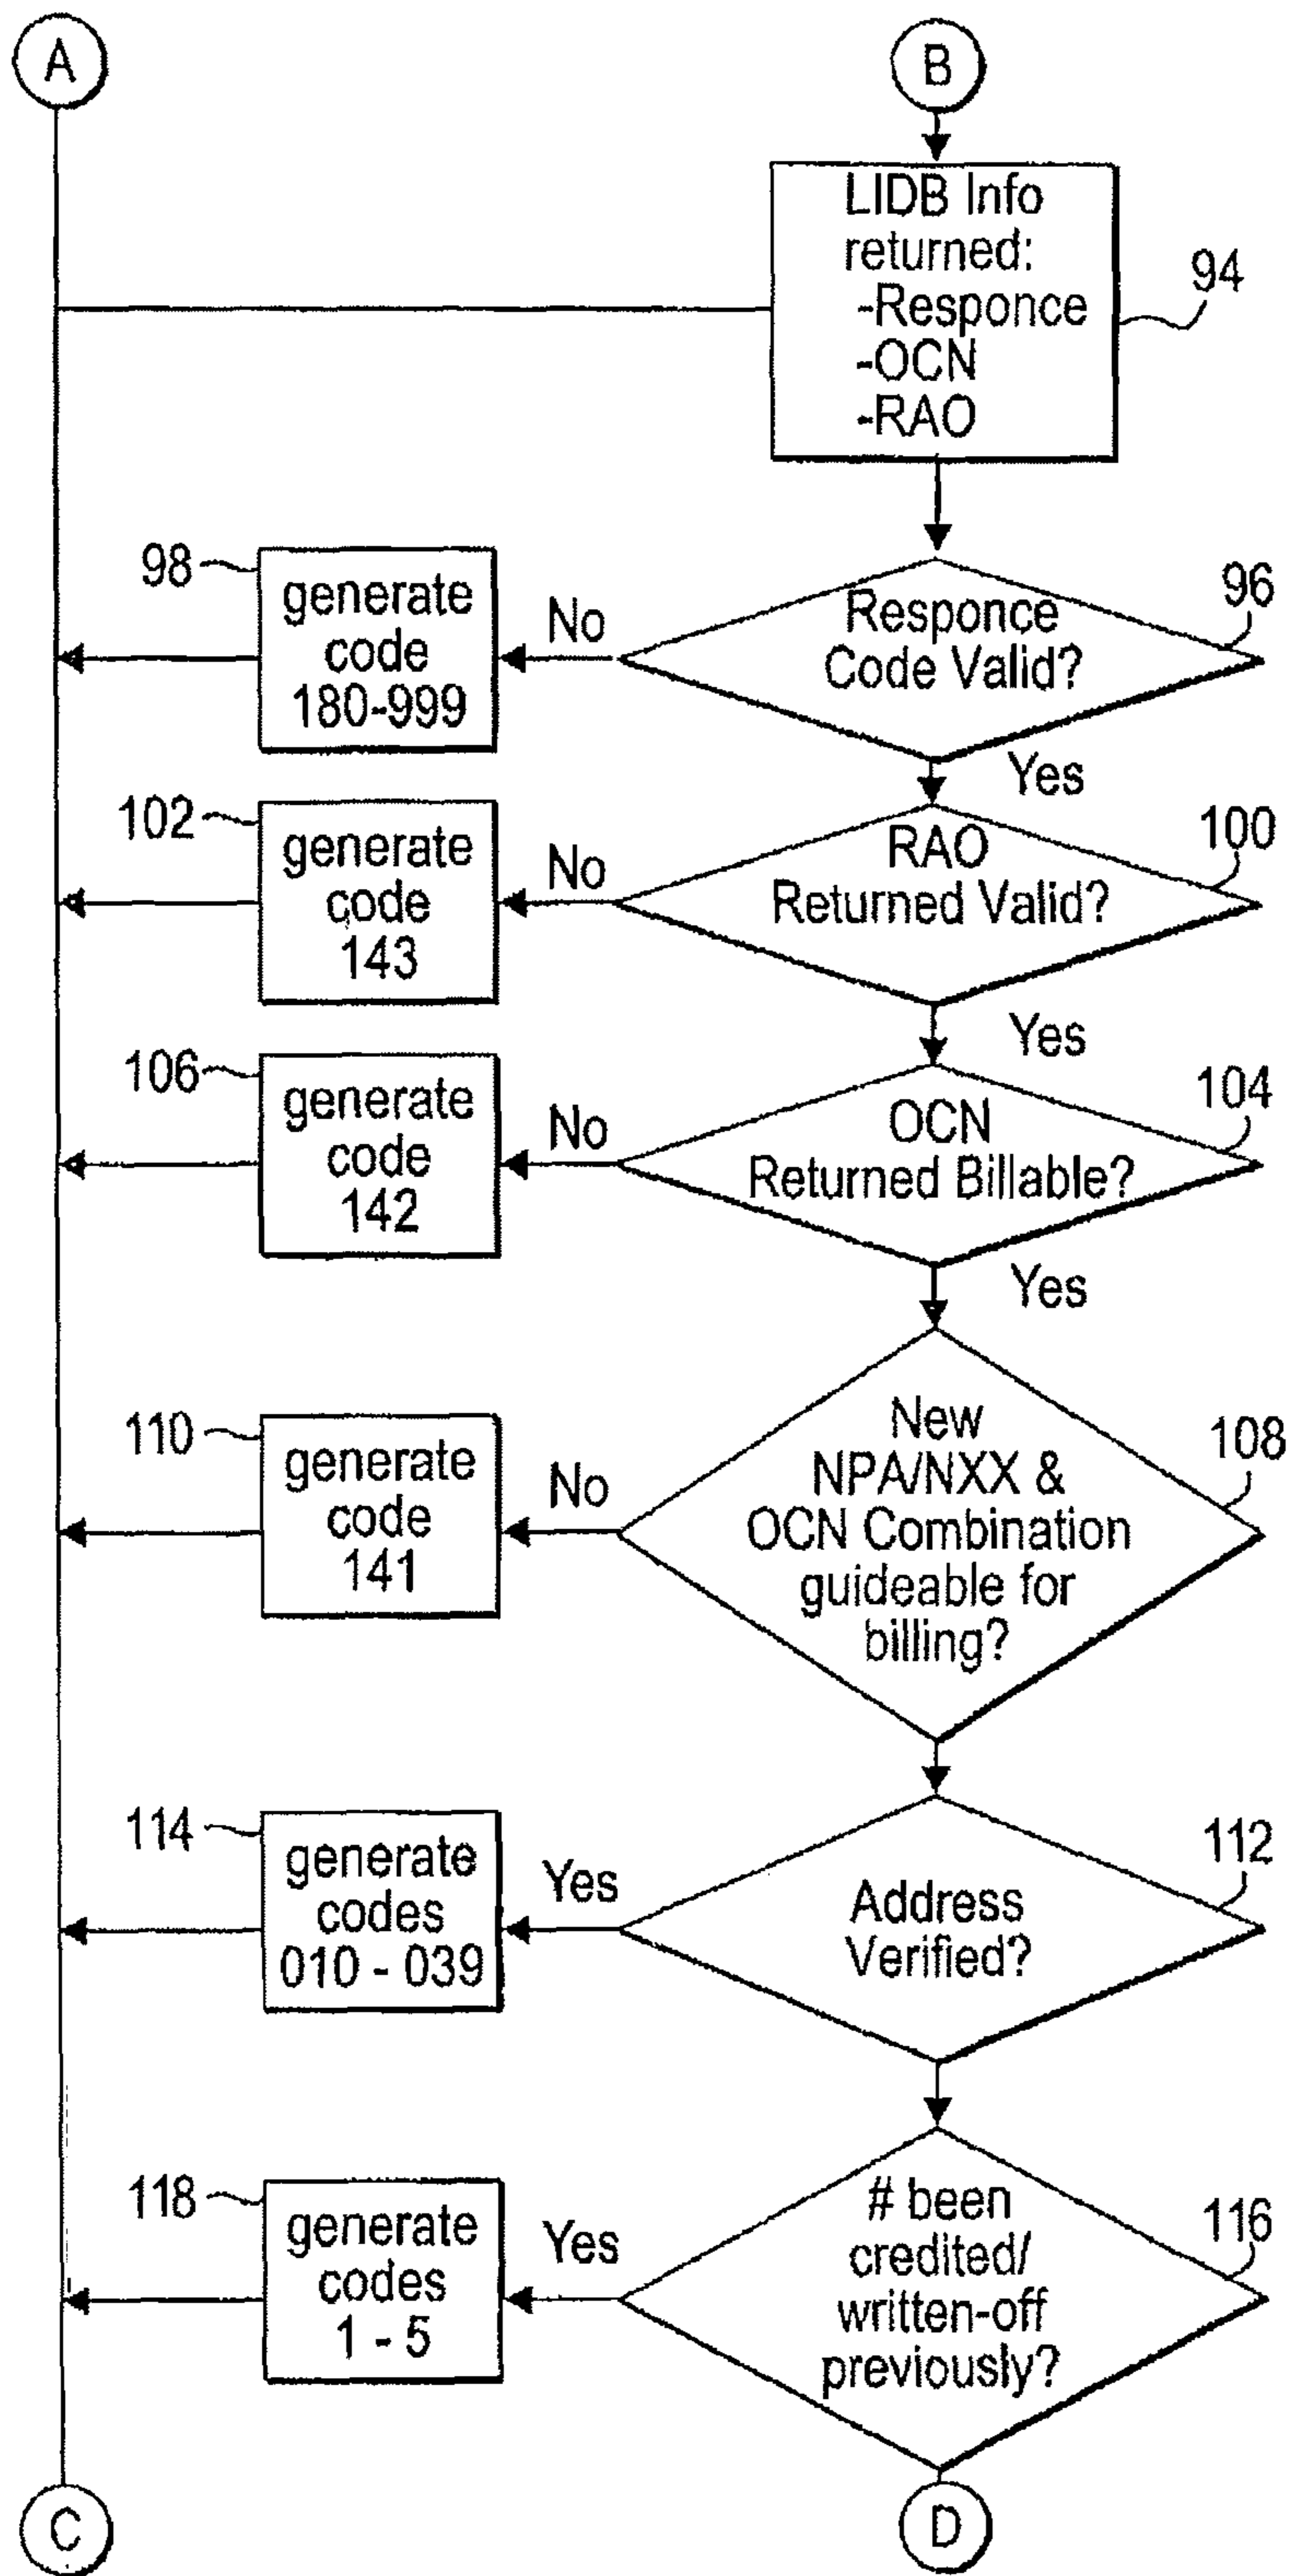 A
B
LIDB Info
returned:
-Responce
-OCN
-RAO
94
98
generate
code
180-999
No
Responce
Code Valid?
96
Yes
102
generate
code
143
No
RAO
Returned Valid?
100
Yes
106
generate
code
142
No
OCN
Returned Billable?
104
Yes
110
generate
code
141
No
New
NPA/NXX &
OCN Combination
guideable for
billing?
108
114
generate
codes
010 - 039
Yes
Address
Verified?
112
118
generate
codes
1 - 5
Yes
# been
credited/
written-off
previously?
116
C
D